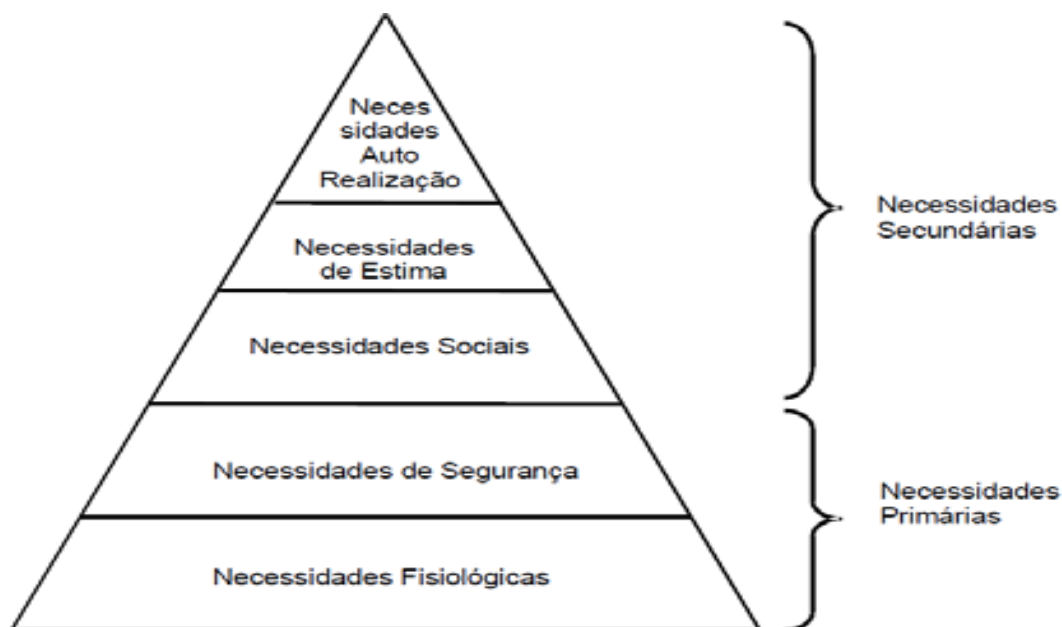 Neces
sidades
Auto
Realização
Necessidades
de Estima
Necessidades Sociais
Necessidades de Segurança
Necessidades Fisiológicas
Necessidades
Secundárias
Necessidades
Primárias